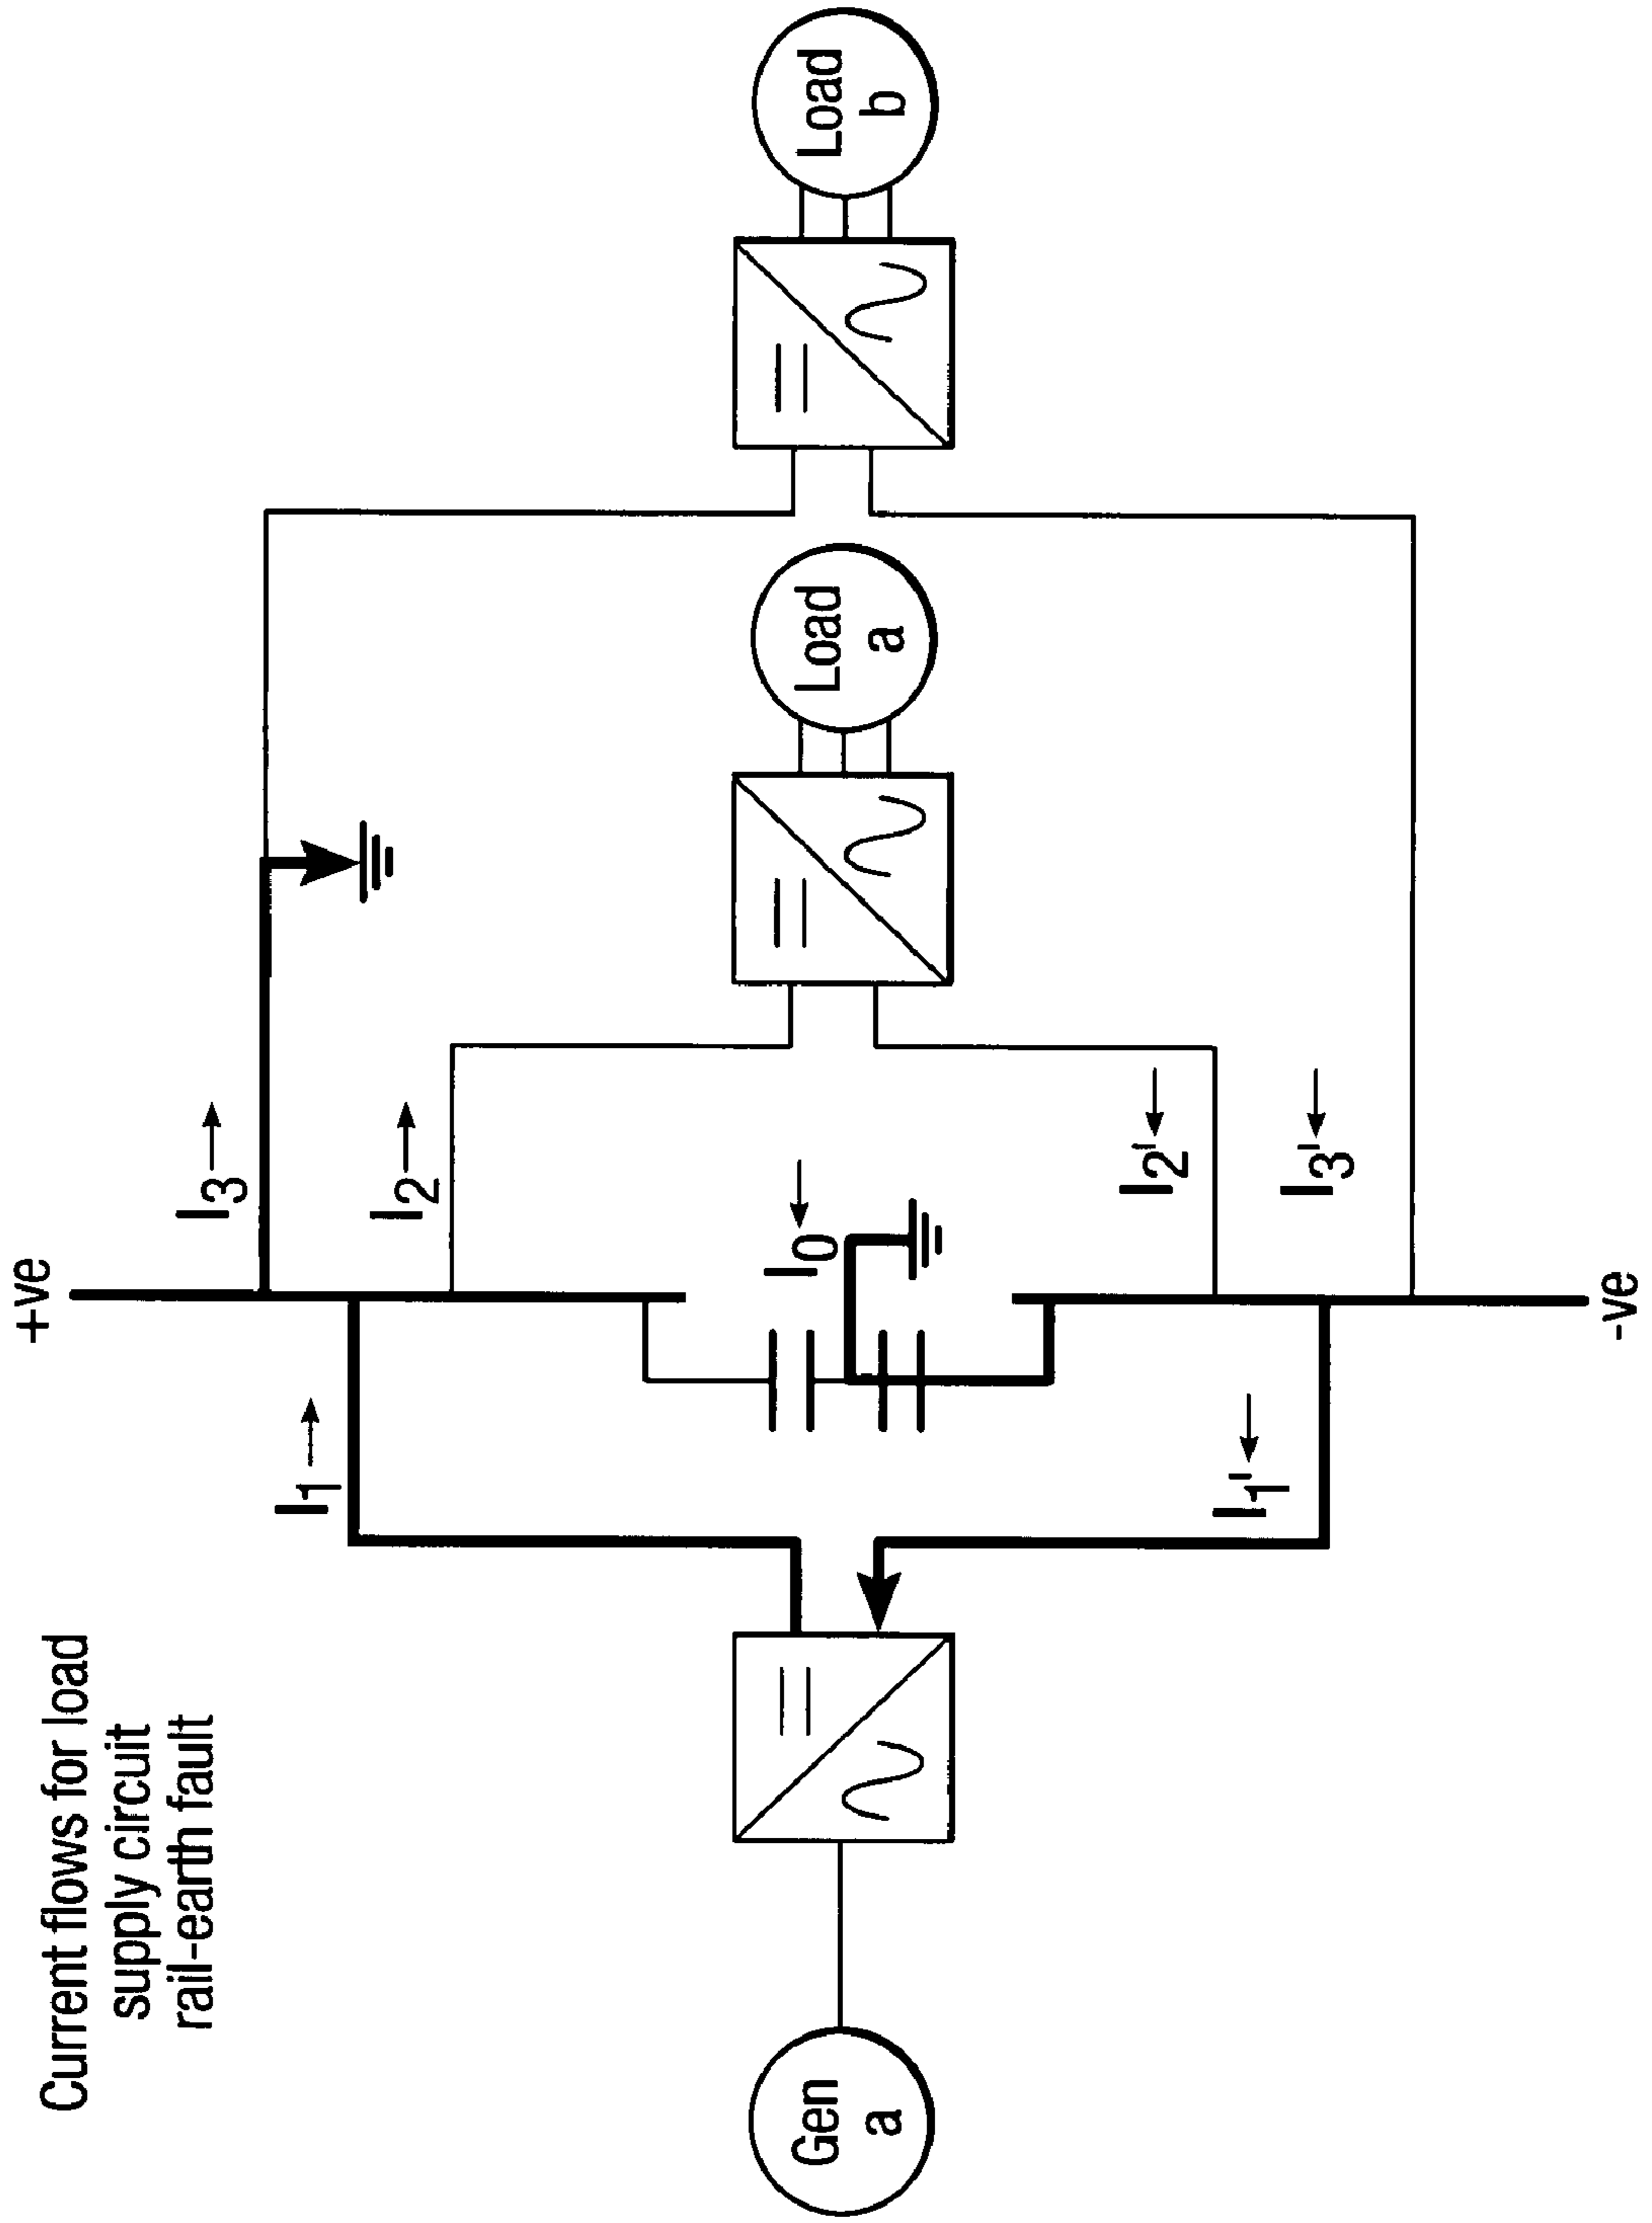 Current flows for load
supply circuit
rail-earth fault
+ve
I3
I2
I1
I0
I2'
I3'
I1'
-ve
Gen
a
Load
a
Load
b